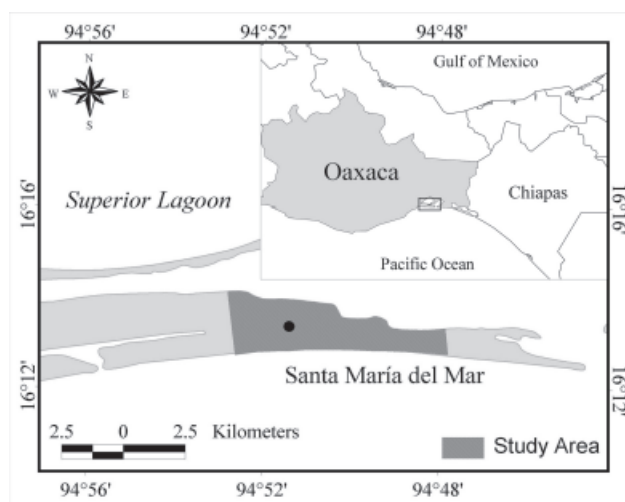 94°56' 94°52' 94°48'
N
W E
S
Gulf of Mexico
Oaxaca
Chiapas
Pacific Ocean
Superior Lagoon
16°16'
16°16'
Santa María del Mar
16°12'
16°12'
2.5 0 2.5 Kilometers
Study Area
94°56' 94°52' 94°48'